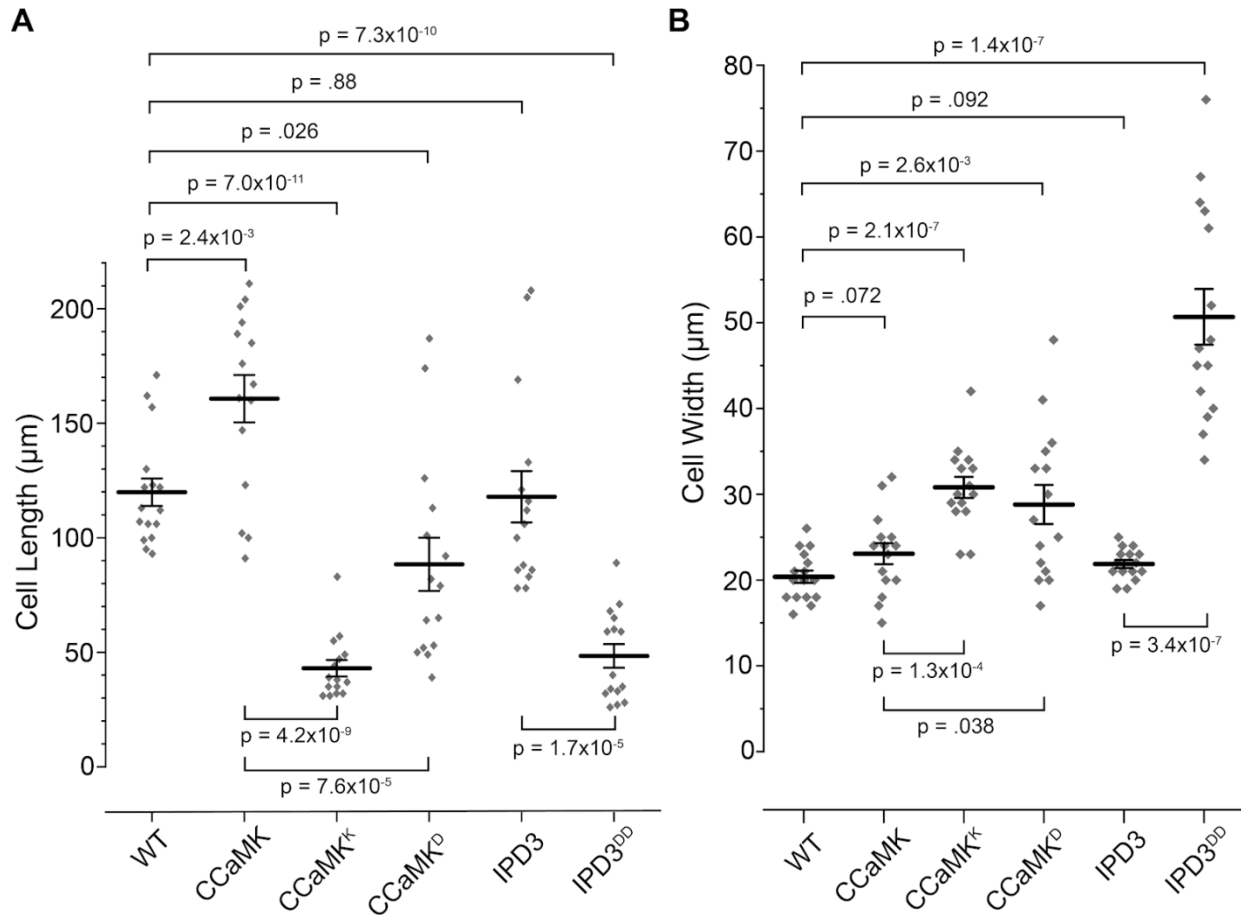 A
p = 7.3x10⁻¹⁰
p = .88
p = .026
p = 7.0x10⁻¹¹
p = 2.4x10⁻³
200
150
100
50
0
Cell Length (µm)
p = 4.2x10⁻⁹
p = 7.6x10⁻⁵
p = 1.7x10⁻⁵
WT
CCaMK
CCaMKᴷ
CCaMKᴰ
IPD3
IPD3ᴰᴰ
B
p = 1.4x10⁻⁷
p = .092
p = 2.6x10⁻³
p = 2.1x10⁻⁷
p = .072
80
70
60
50
40
30
20
10
0
Cell Width (µm)
p = 1.3x10⁻⁴
p = .038
p = 3.4x10⁻⁷
WT
CCaMK
CCaMKᴷ
CCaMKᴰ
IPD3
IPD3ᴰᴰ